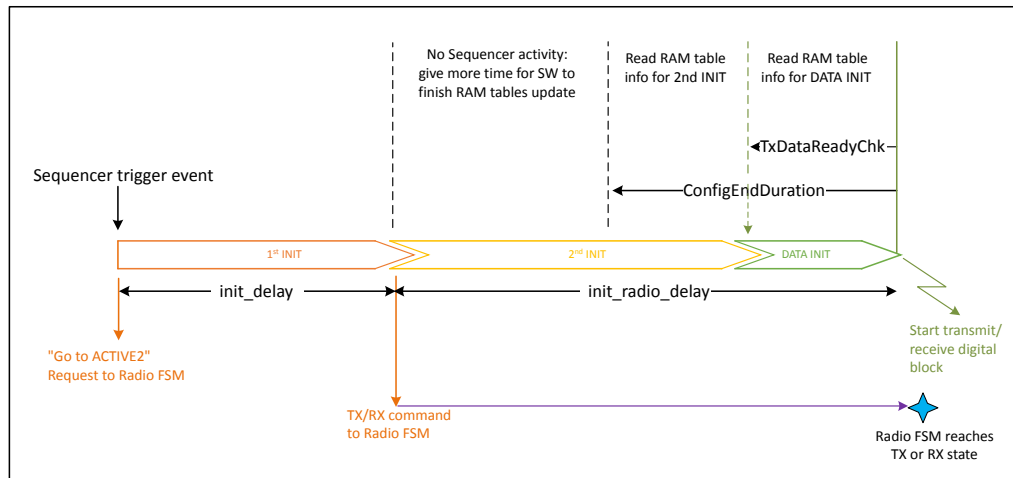 No Sequencer activity:
give more time for SW to
finish RAM tables update
Read RAM table
info for 2nd INIT
Read RAM table
info for DATA INIT
TxDataReadyChk
ConfigEndDuration
Sequencer trigger event
1st INIT
2nd INIT
DATA INIT
init_delay
init_radio_delay
"Go to ACTIVE2"
Request to Radio FSM
Start transmit/
receive digital
block
TX/RX command
to Radio FSM
Radio FSM reaches
TX or RX state